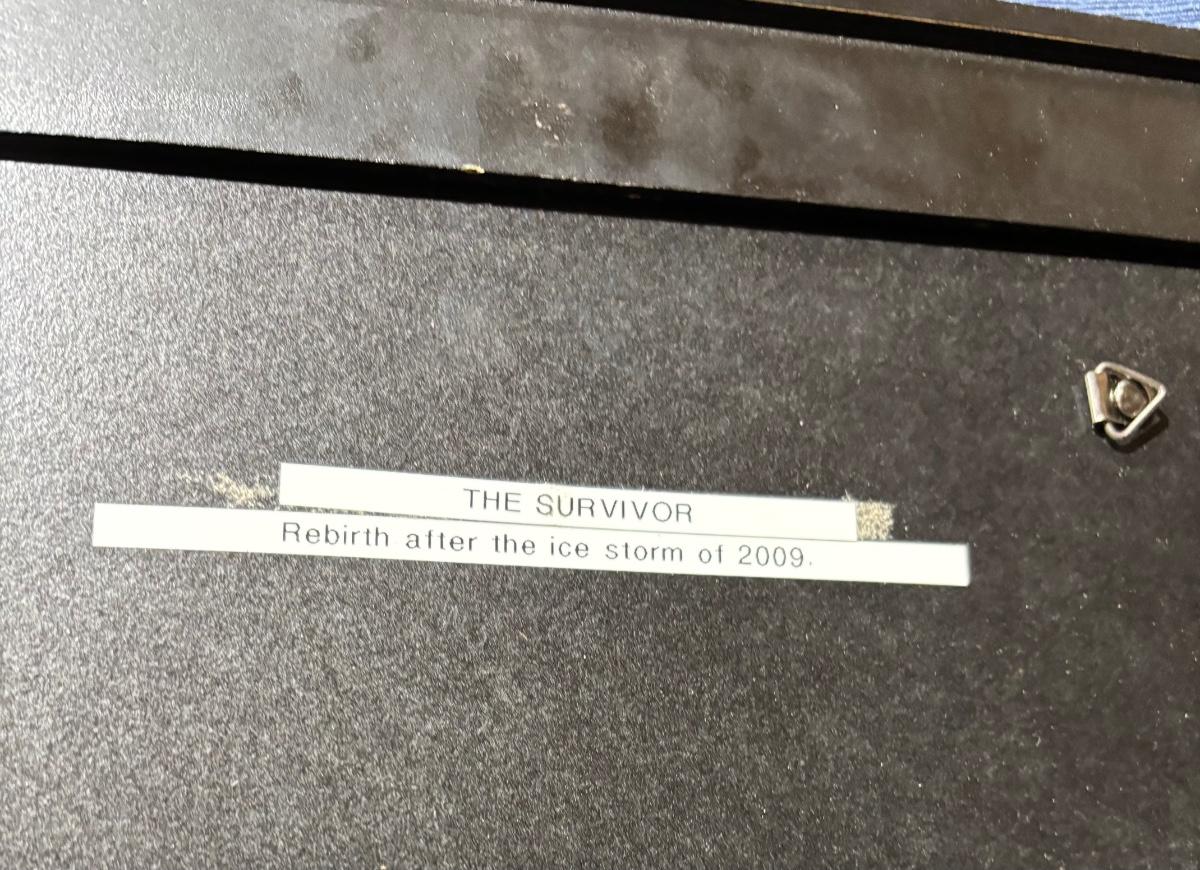 THE SURVIVOR
Rebirth after the ice storm of 2009.